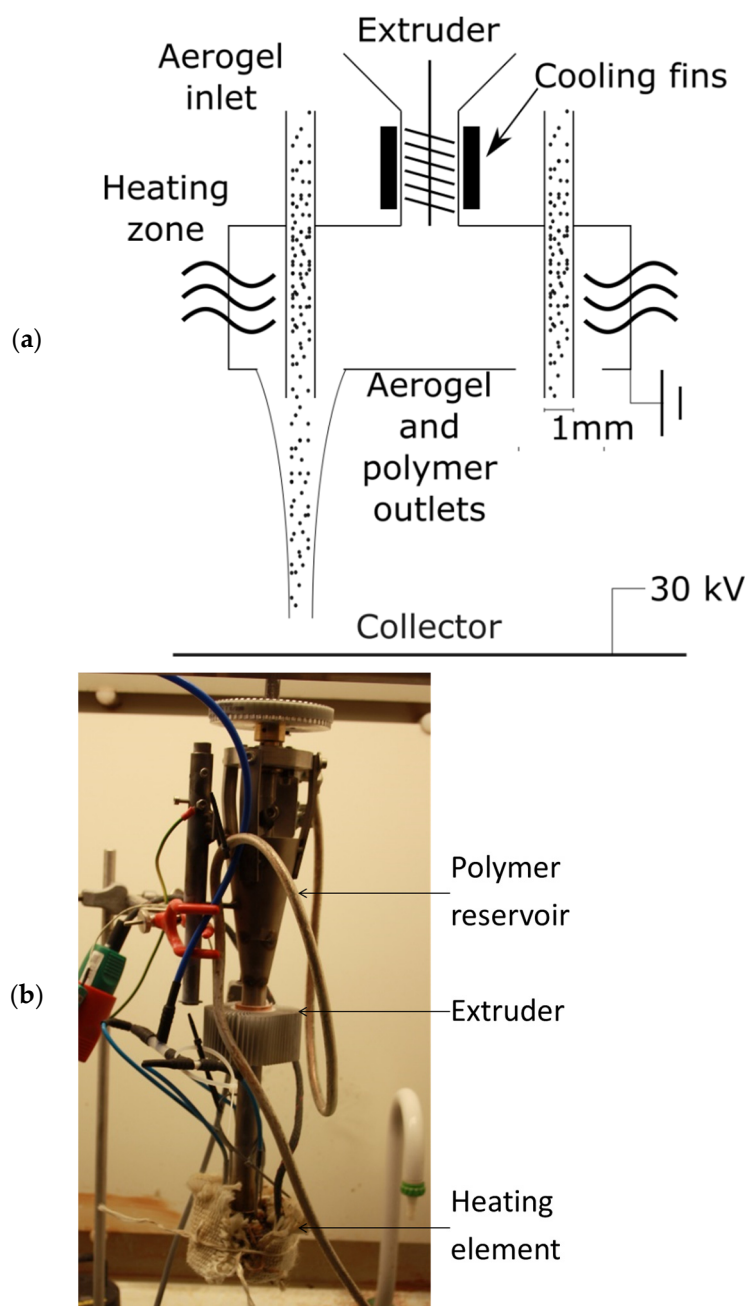 Extruder
Aerogel
inlet
Cooling fins
Heating
zone
(a)
Aerogel
and
polymer
outlets
1mm
30 kV
Collector
Polymer
reservoir
(b)
Extruder
Heating
element